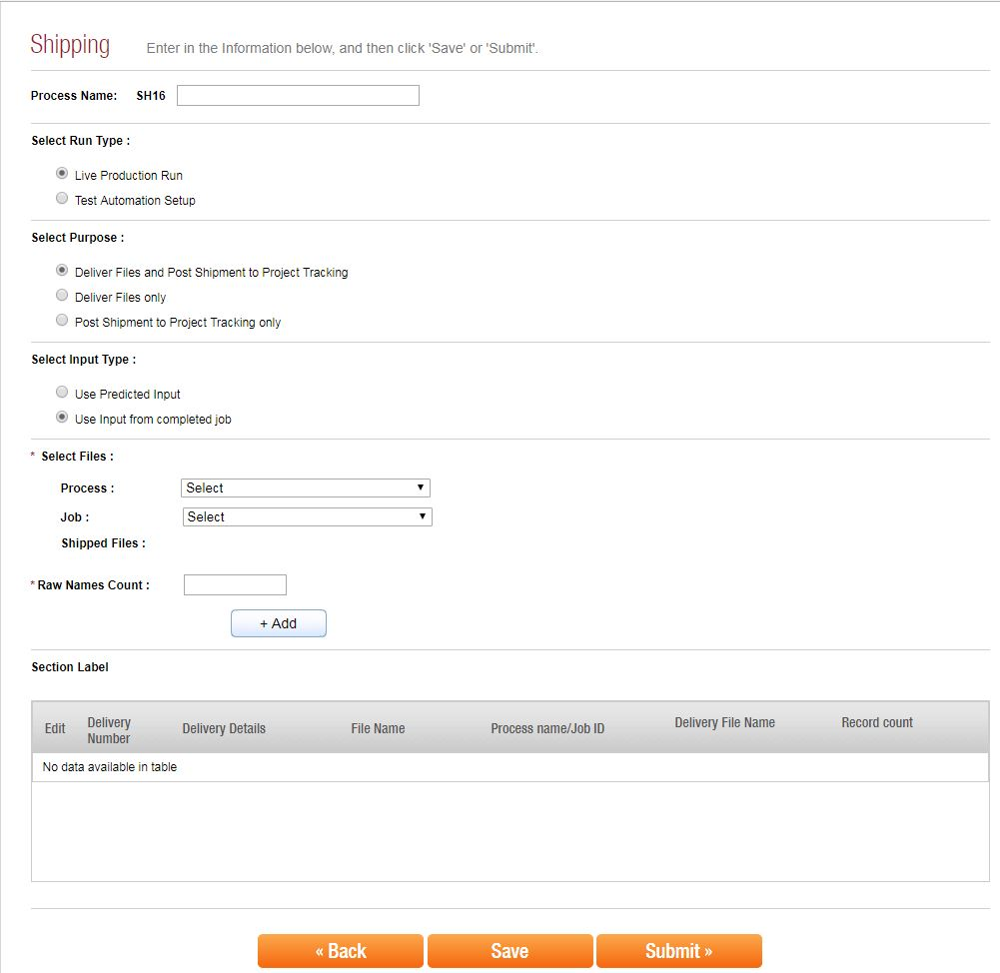 Shipping Enter in the Information below, and then click 'Save' or 'Submit'.
Process Name: SH16
Select Run Type :
Live Production Run
Test Automation Setup
Select Purpose :
Deliver Files and Post Shipment to Project Tracking
Deliver Files only
Post Shipment to Project Tracking only
Select Input Type :
Use Predicted Input
Use Input from completed job
* Select Files :
Process : Select
Job : Select
Shipped Files :
* Raw Names Count :
+ Add
Section Label
Edit Delivery Number Delivery Details File Name Process name/Job ID Delivery File Name Record count
No data available in table
« Back Save Submit »